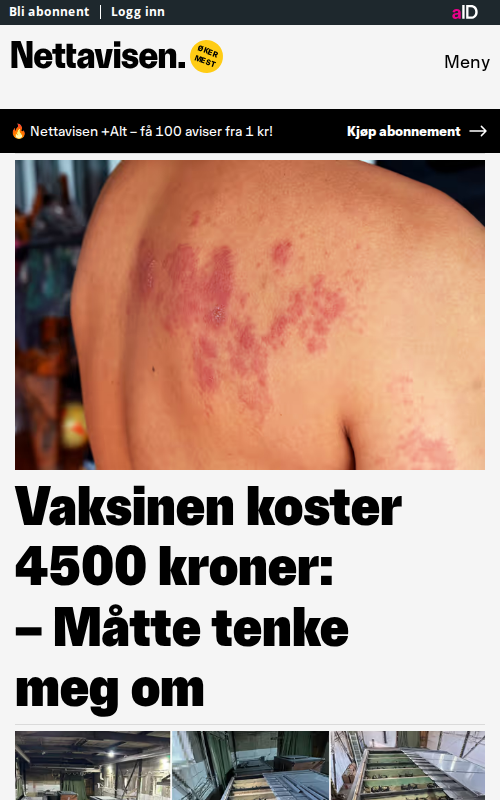 Bli abonnent | Logg inn
aID
Nettavisen.
ØKER
MEST
Meny
🔥 Nettavisen +Alt – få 100 aviser fra 1 kr!
Kjøp abonnement →
Vaksinen koster
4500 kroner:
– Måtte tenke
meg om